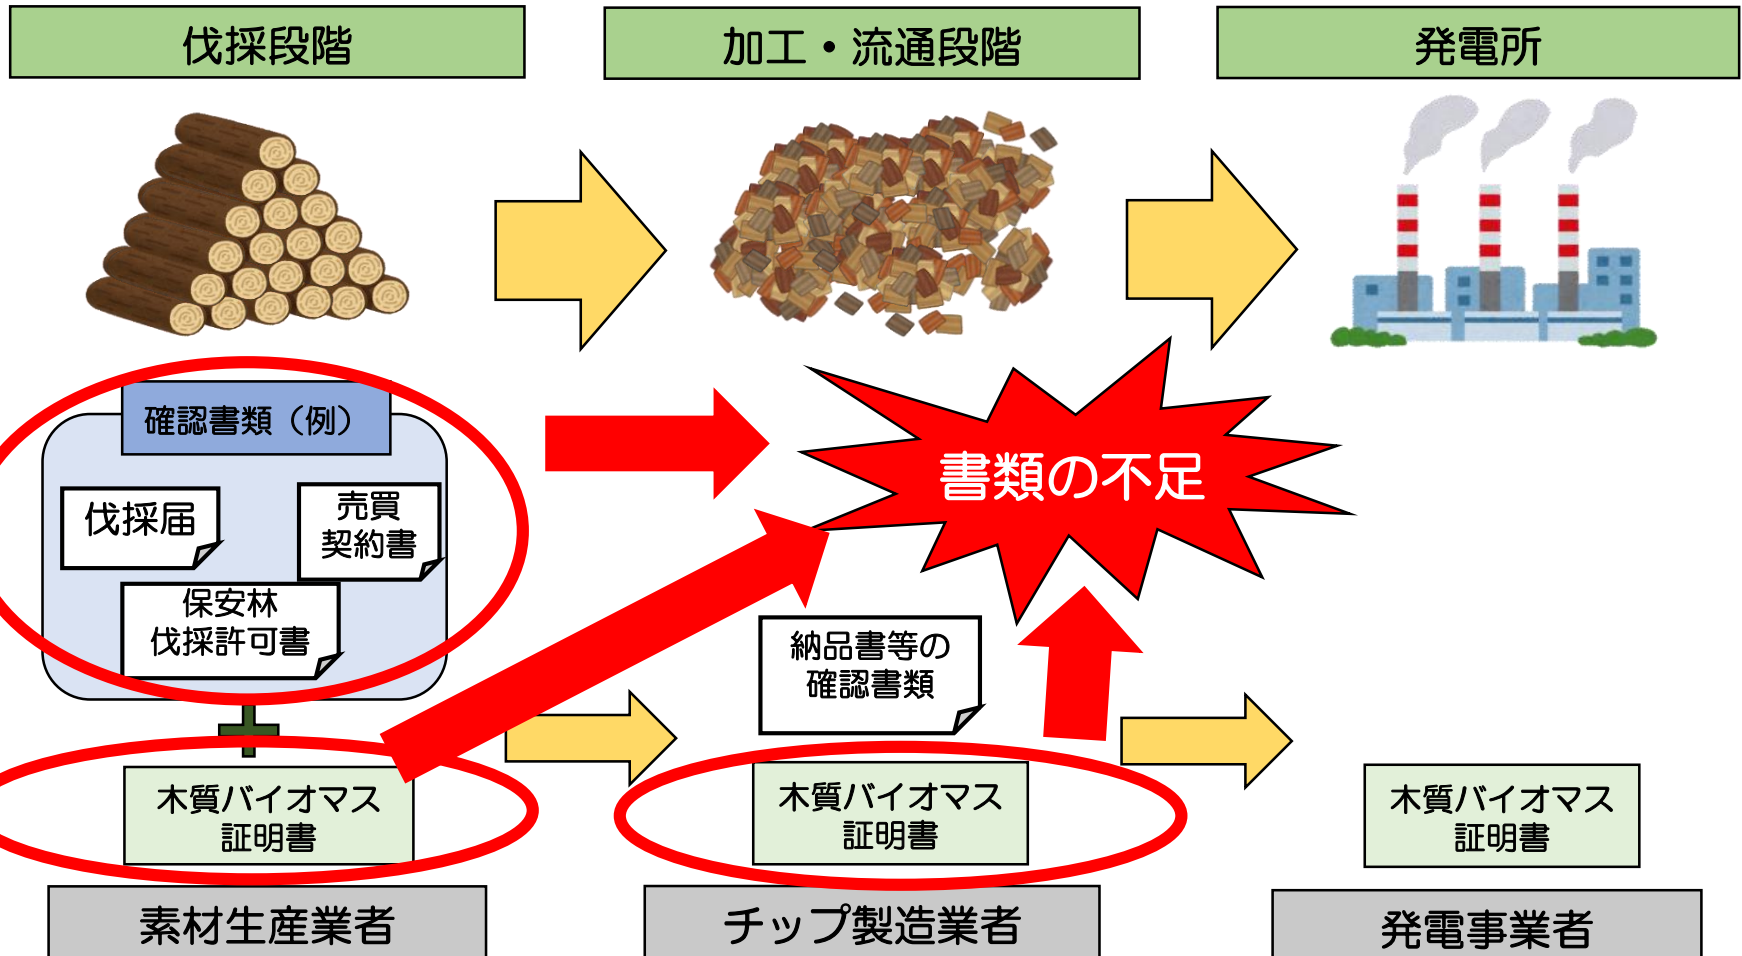 伐採段階
加工・流通段階
発電所
確認書類（例）
伐採届
売買
契約書
保安林
伐採許可書
書類の不足
納品書等の
確認書類
木質バイオマス
証明書
木質バイオマス
証明書
木質バイオマス
証明書
素材生産業者
チップ製造業者
発電事業者